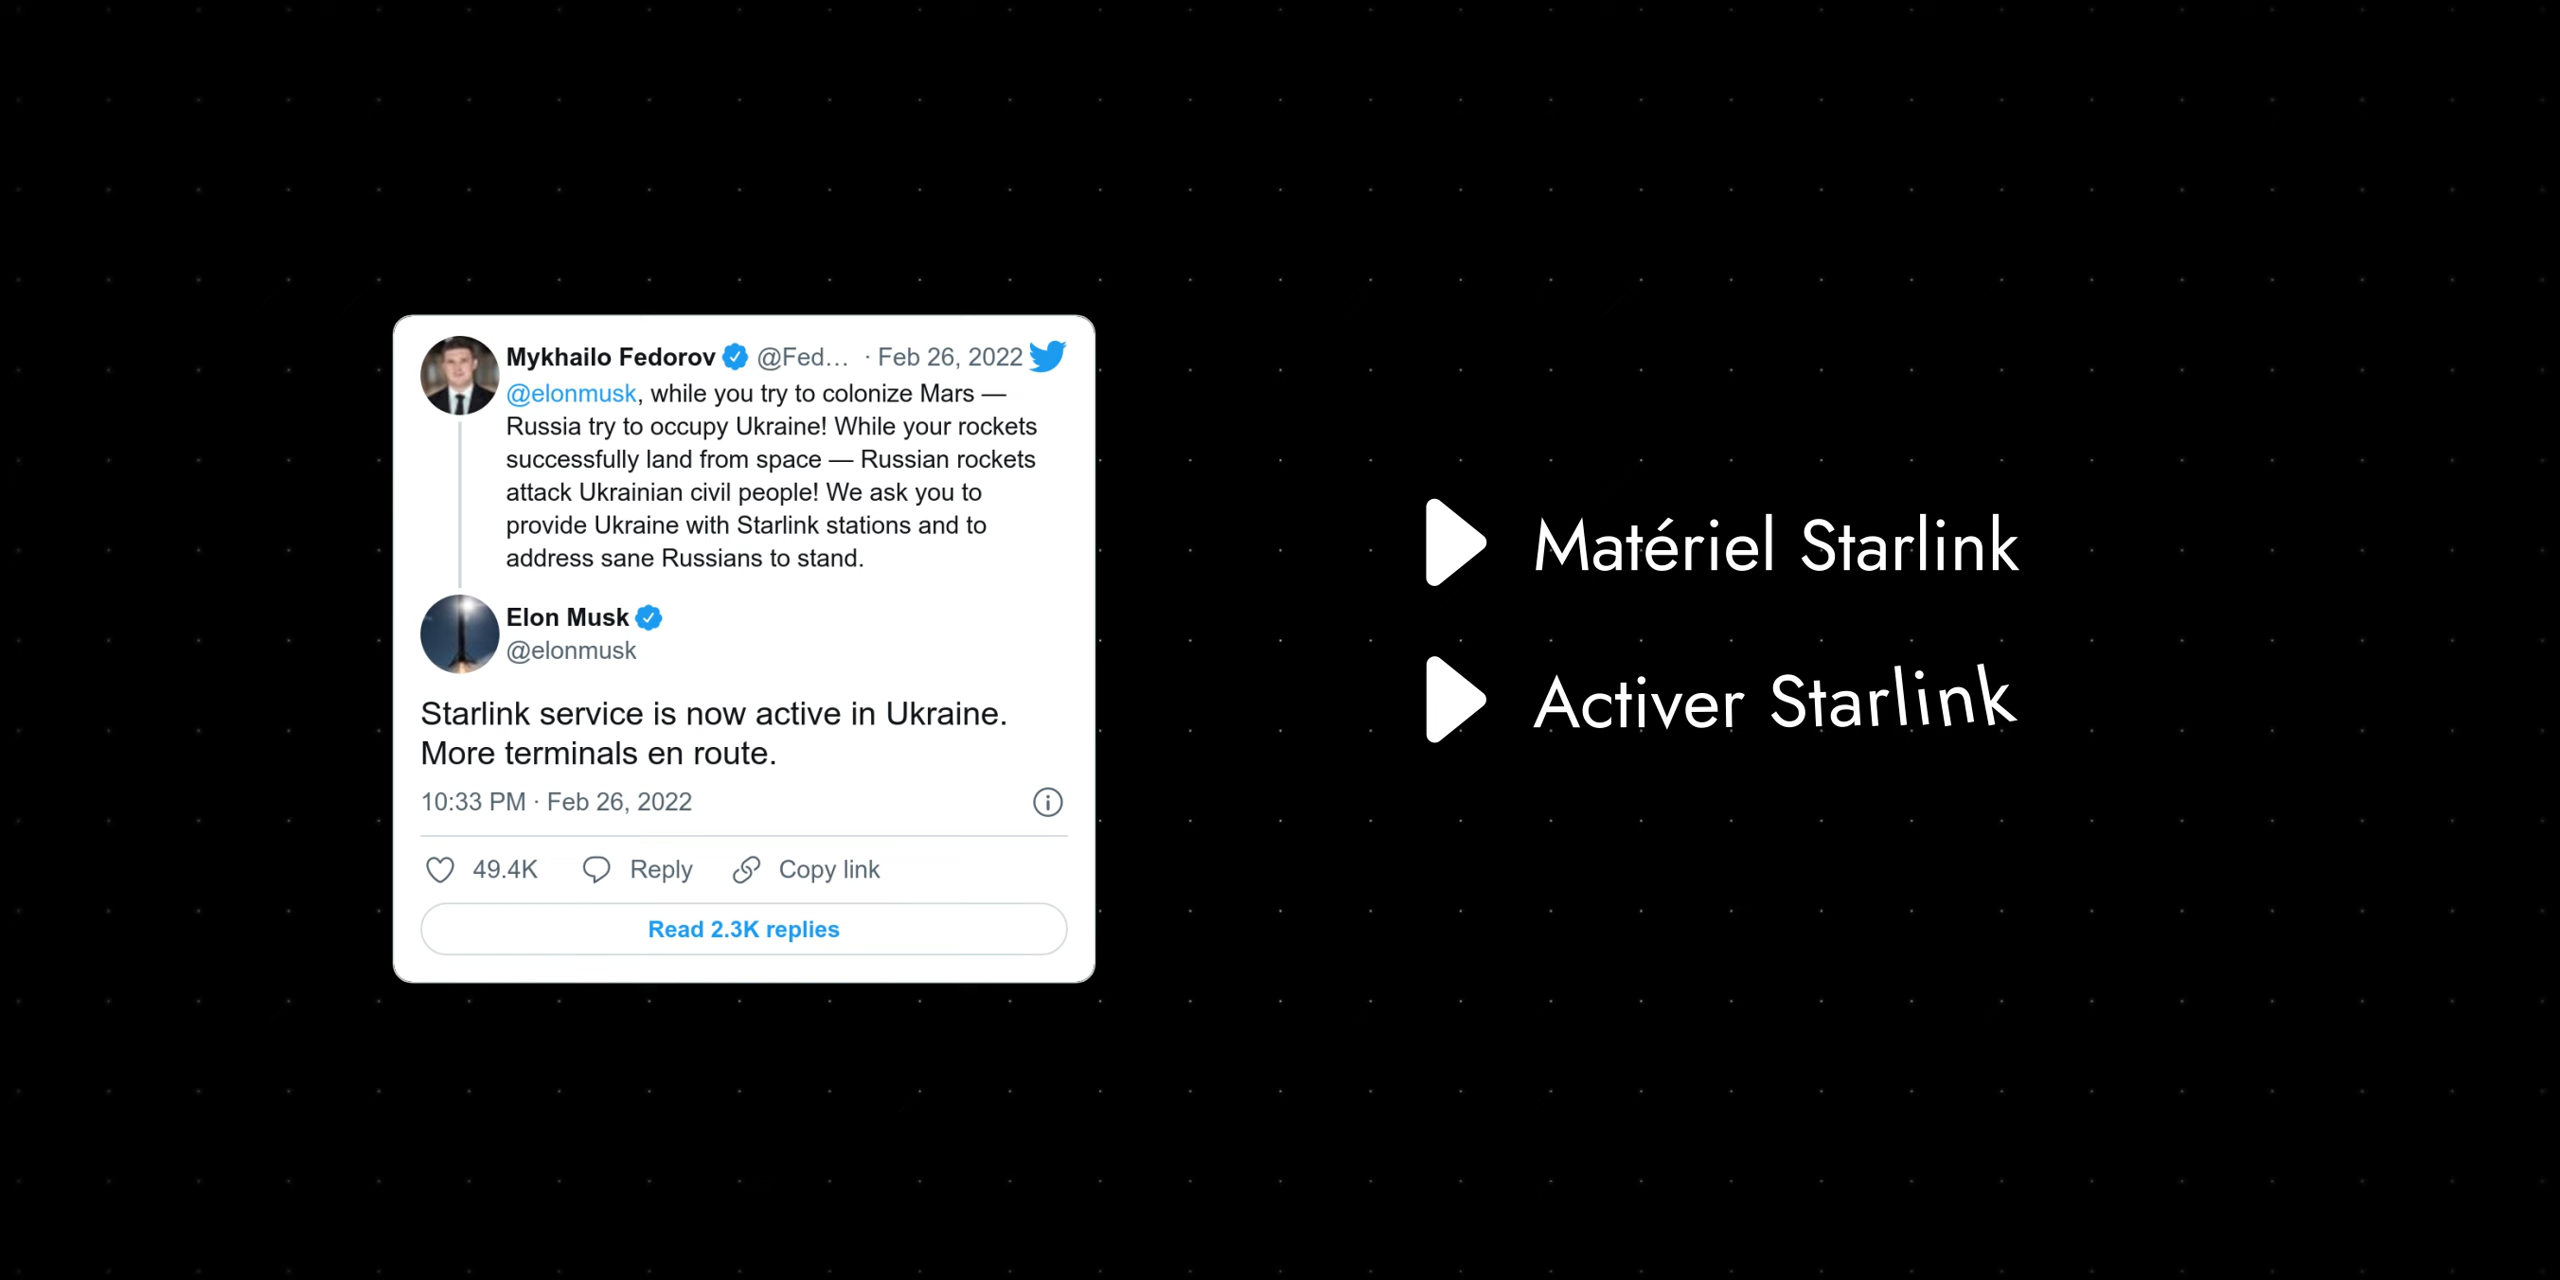 Mykhailo Fedorov @Fed... · Feb 26, 2022
@elonmusk, while you try to colonize Mars —
Russia try to occupy Ukraine! While your rockets
successfully land from space — Russian rockets
attack Ukrainian civil people! We ask you to
provide Ukraine with Starlink stations and to
address sane Russians to stand.
Elon Musk
@elonmusk
Starlink service is now active in Ukraine.
More terminals en route.
10:33 PM · Feb 26, 2022
49.4K Reply Copy link
Read 2.3K replies
Matériel Starlink
Activer Starlink